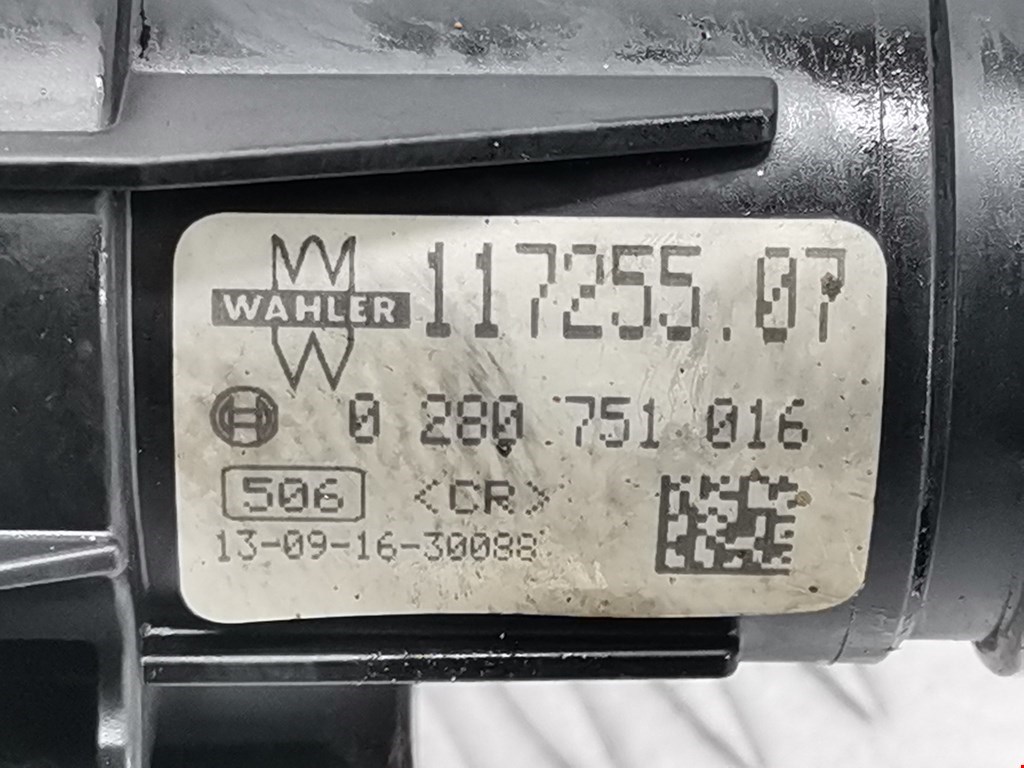 WAHLER 117255.07
0 280 751 016
506 <CR>
13-09-16-30088